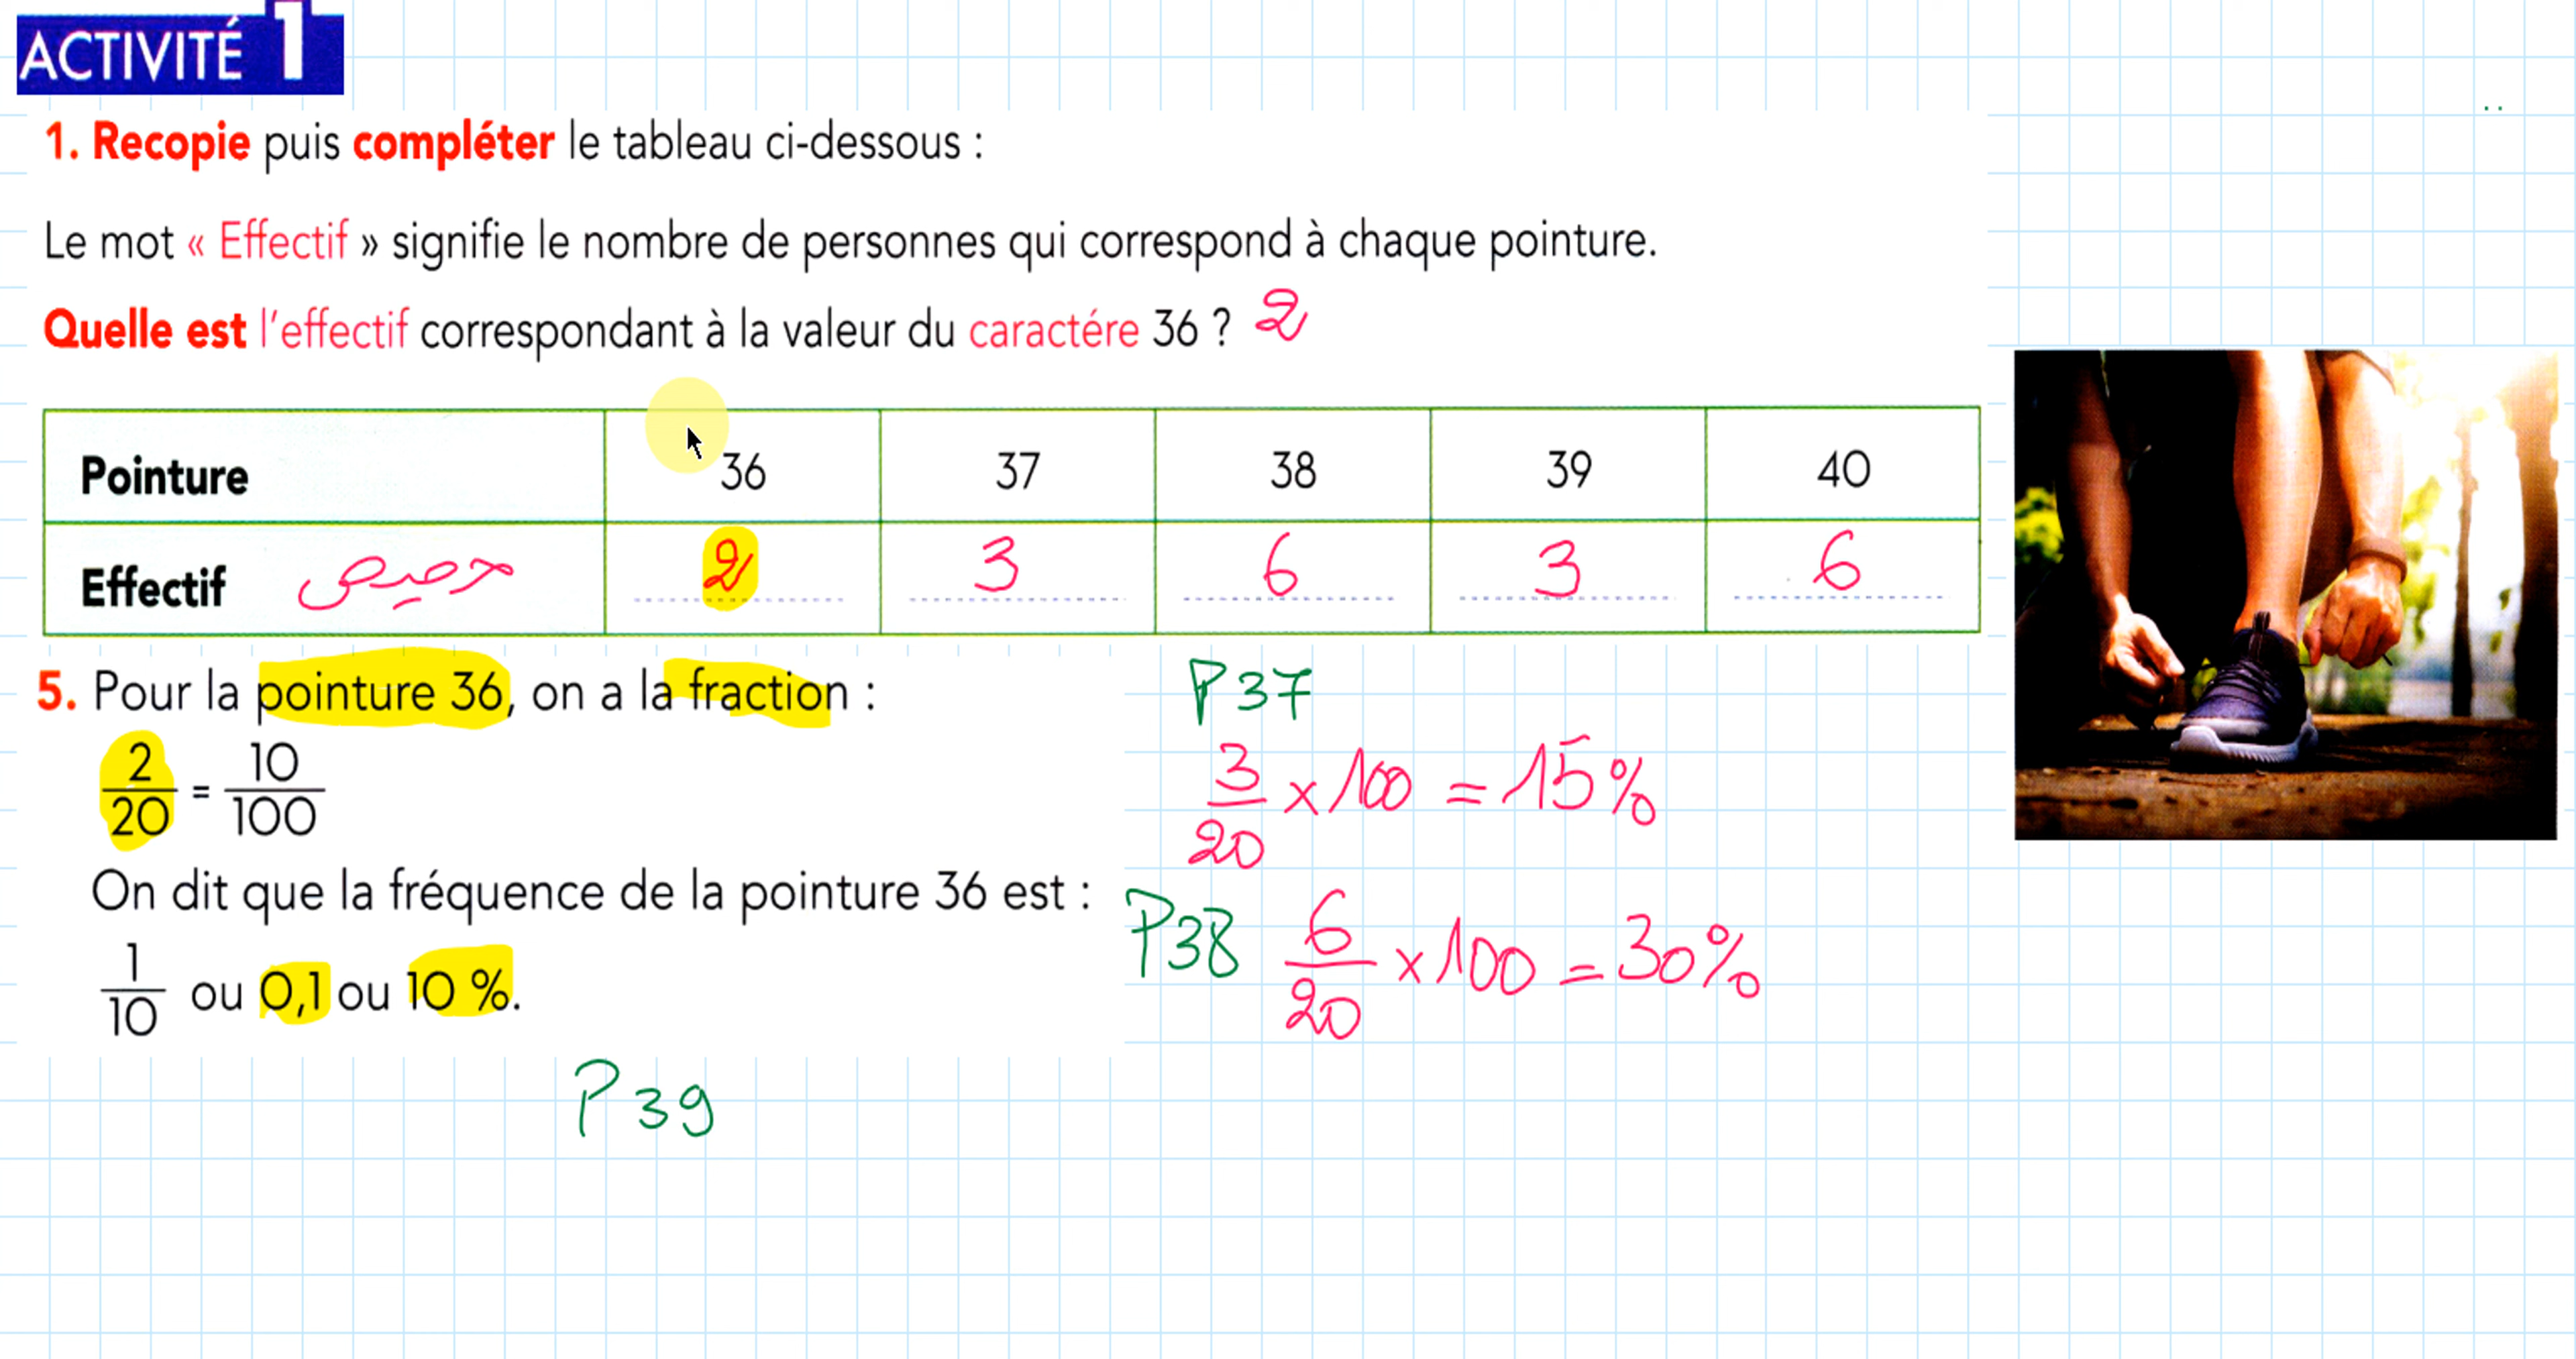 ACTIVITÉ 1
1. Recopie puis compléter le tableau ci-dessous :
Le mot « Effectif » signifie le nombre de personnes qui correspond à chaque pointure.
Quelle est l'effectif correspondant à la valeur du caractére 36 ? 2
Pointure 36 37 38 39 40
Effectif 2 3 6 3 6
5. Pour la pointure 36, on a la fraction :
2/20 = 10/100
On dit que la fréquence de la pointure 36 est :
1/10 ou 0,1 ou 10 %.
P37
3/20 × 100 = 15%
P38 6/20 × 100 = 30%
P39